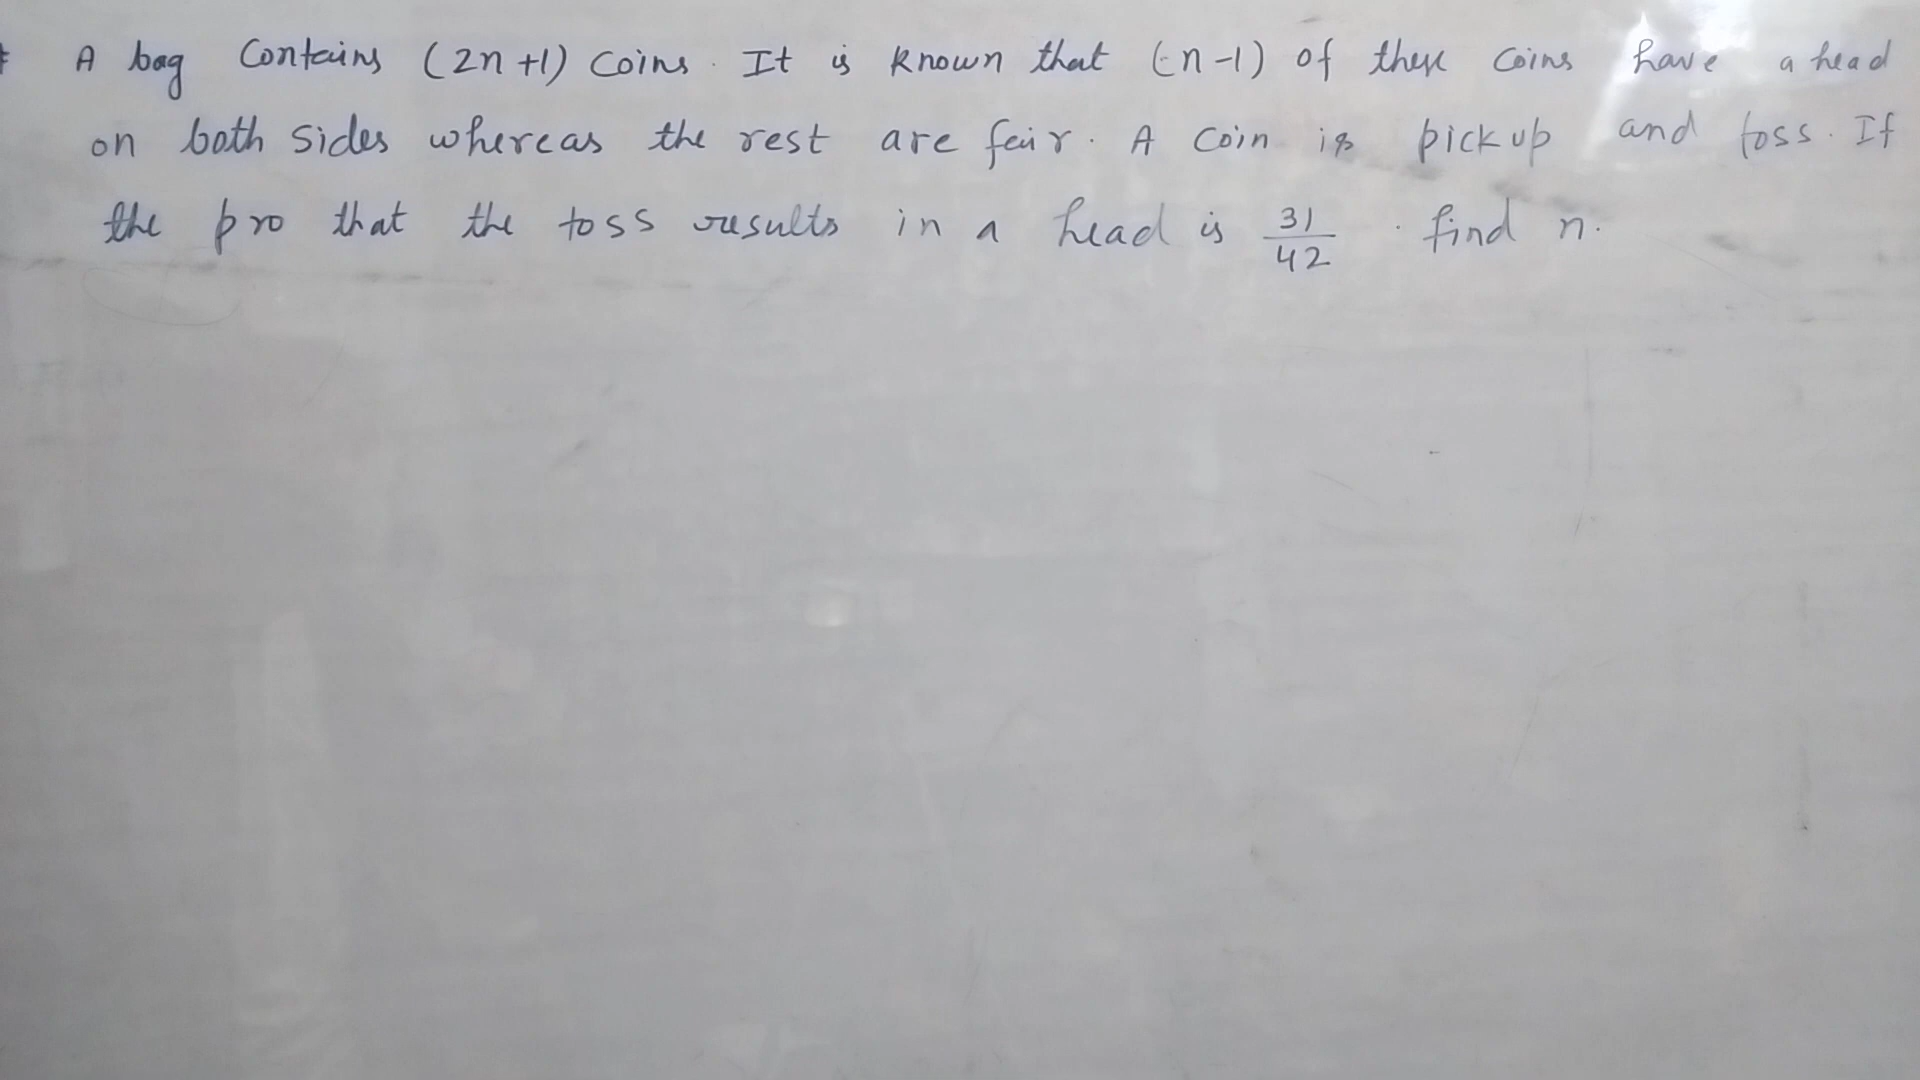 A bag Contains (2n+1) coins. It is known that (n-1) of these coins have a head
on both sides whereas the rest are fair. A coin is pick up and toss. If
the pro that the toss results in a head is 31/42. find n.